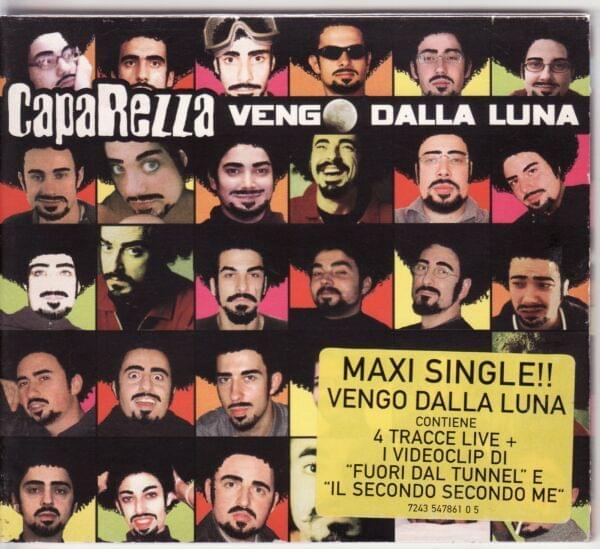 CapaRezza VENGO DALLA LUNA
MAXI SINGLE!!
VENGO DALLA LUNA
CONTIENE
4 TRACCE LIVE +
I VIDEOCLIP DI
"FUORI DAL TUNNEL" E
"IL SECONDO SECONDO ME"
7243 547861 0 5